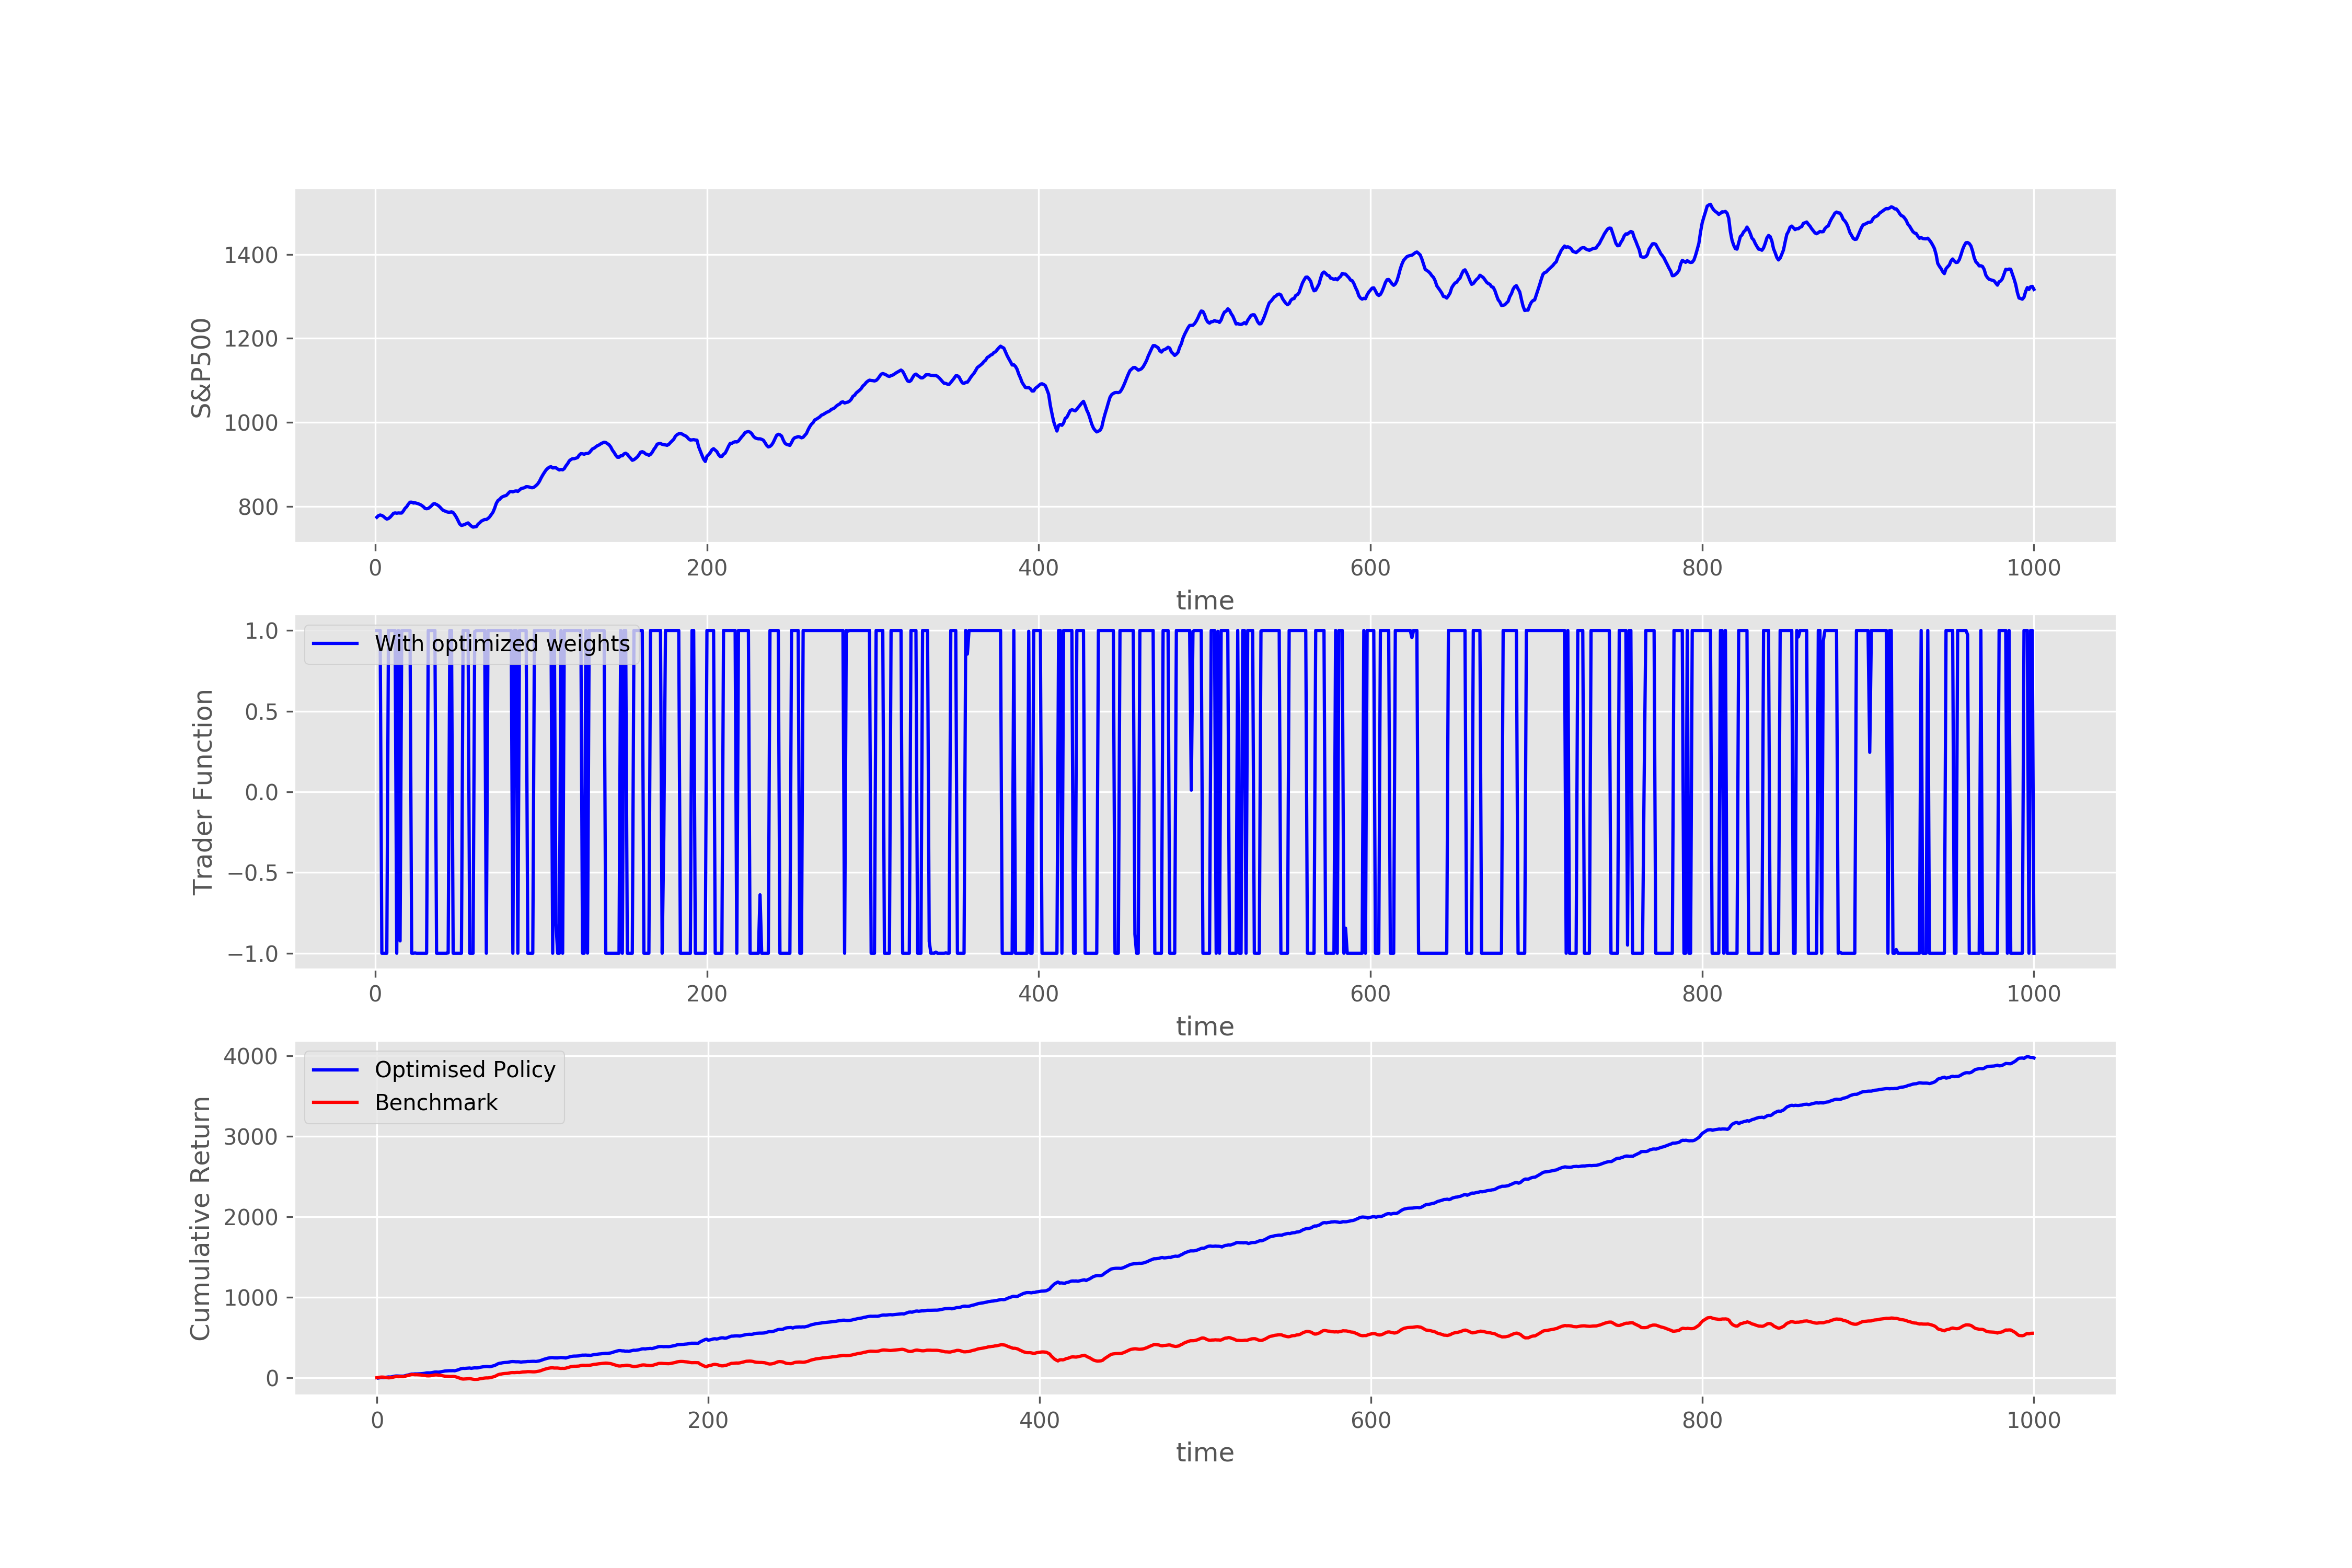 S&P500
1400
1200
1000
800
0 200 400 600 800 1000
time
With optimized weights
Trader Function
1.0
0.5
0.0
−0.5
−1.0
0 200 400 600 800 1000
time
Optimised Policy
Benchmark
Cumulative Return
4000
3000
2000
1000
0
0 200 400 600 800 1000
time